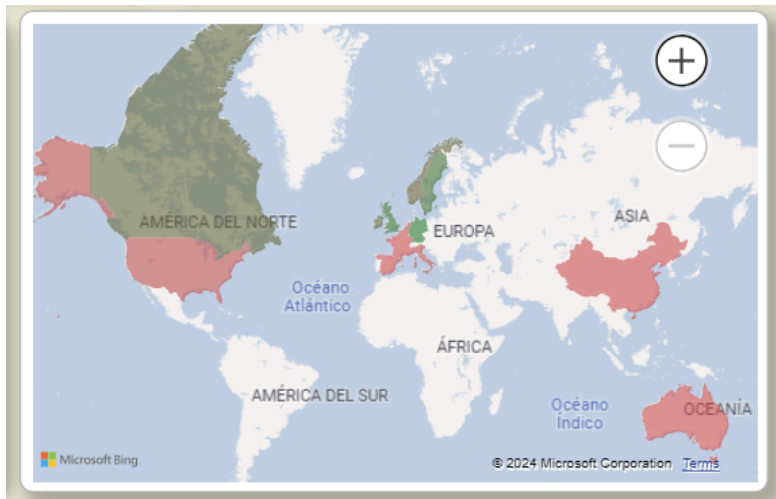 AMÉRICA DEL NORTE
EUROPA
ASIA
Océano
Atlántico
ÁFRICA
AMÉRICA DEL SUR
Océano
Índico
OCEANÍA
Microsoft Bing
© 2024 Microsoft Corporation Terms